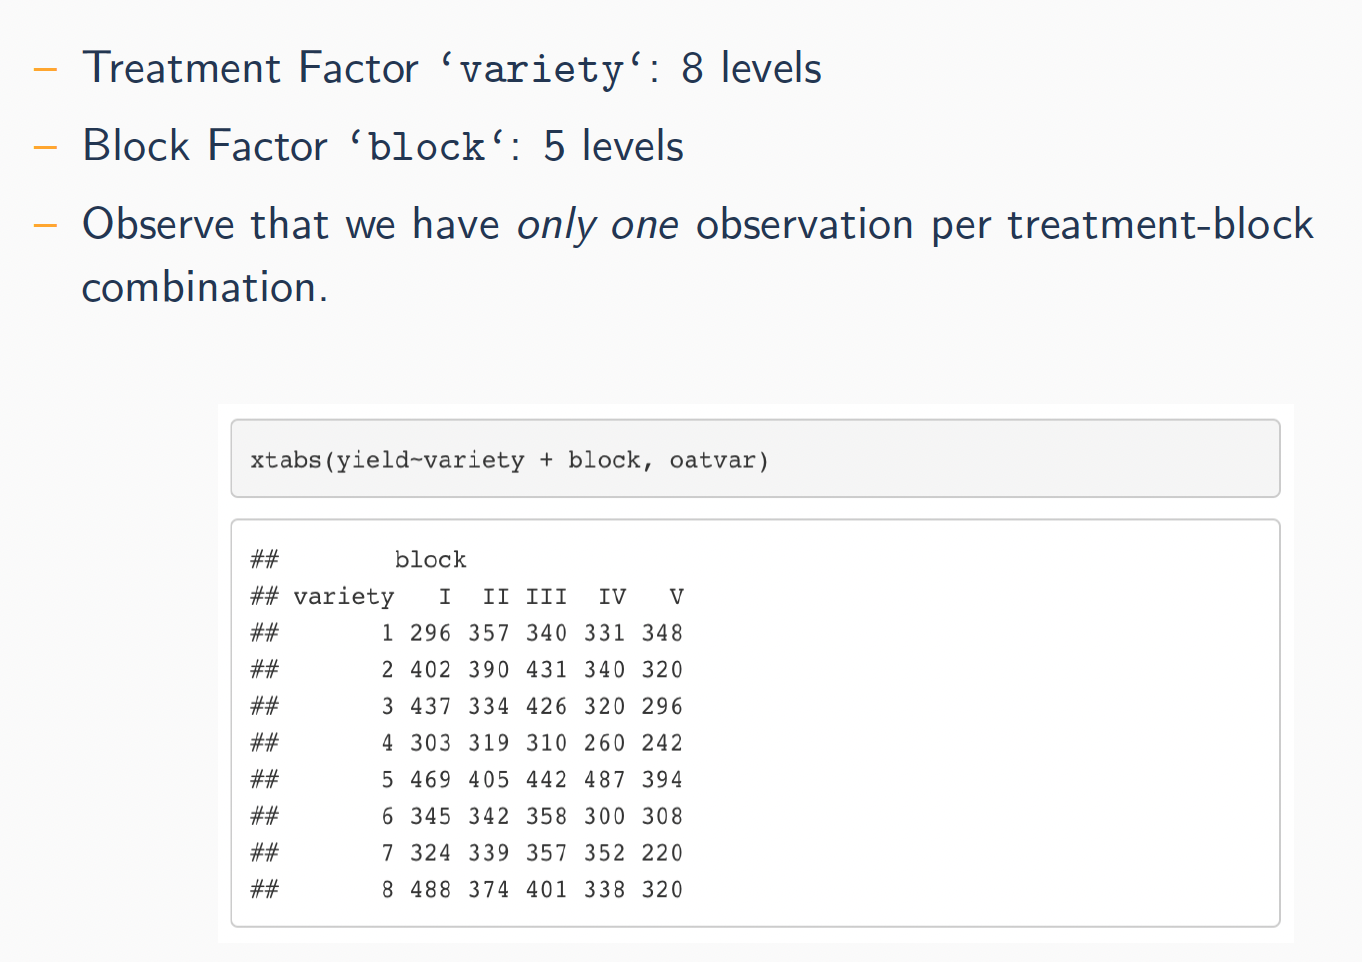 – Treatment Factor ‘variety‘: 8 levels
– Block Factor ‘block‘: 5 levels
– Observe that we have only one observation per treatment-block
combination.
xtabs(yield~variety + block, oatvar)
##        block
## variety   I  II III  IV   V
##       1 296 357 340 331 348
##       2 402 390 431 340 320
##       3 437 334 426 320 296
##       4 303 319 310 260 242
##       5 469 405 442 487 394
##       6 345 342 358 300 308
##       7 324 339 357 352 220
##       8 488 374 401 338 320